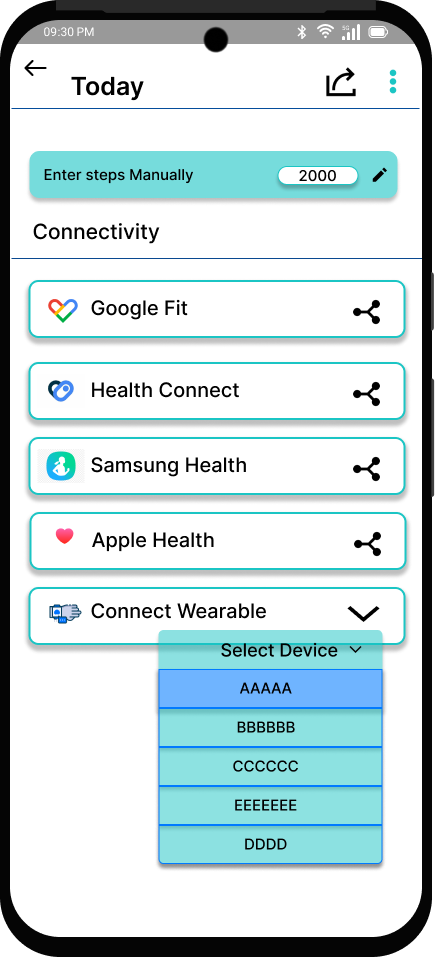 09:30 PM
5G
Today
Enter steps Manually 2000
Connectivity
Google Fit
Health Connect
Samsung Health
Apple Health
Connect Wearable
Select Device
AAAAA
BBBBBB
CCCCCC
EEEEEEE
DDDD